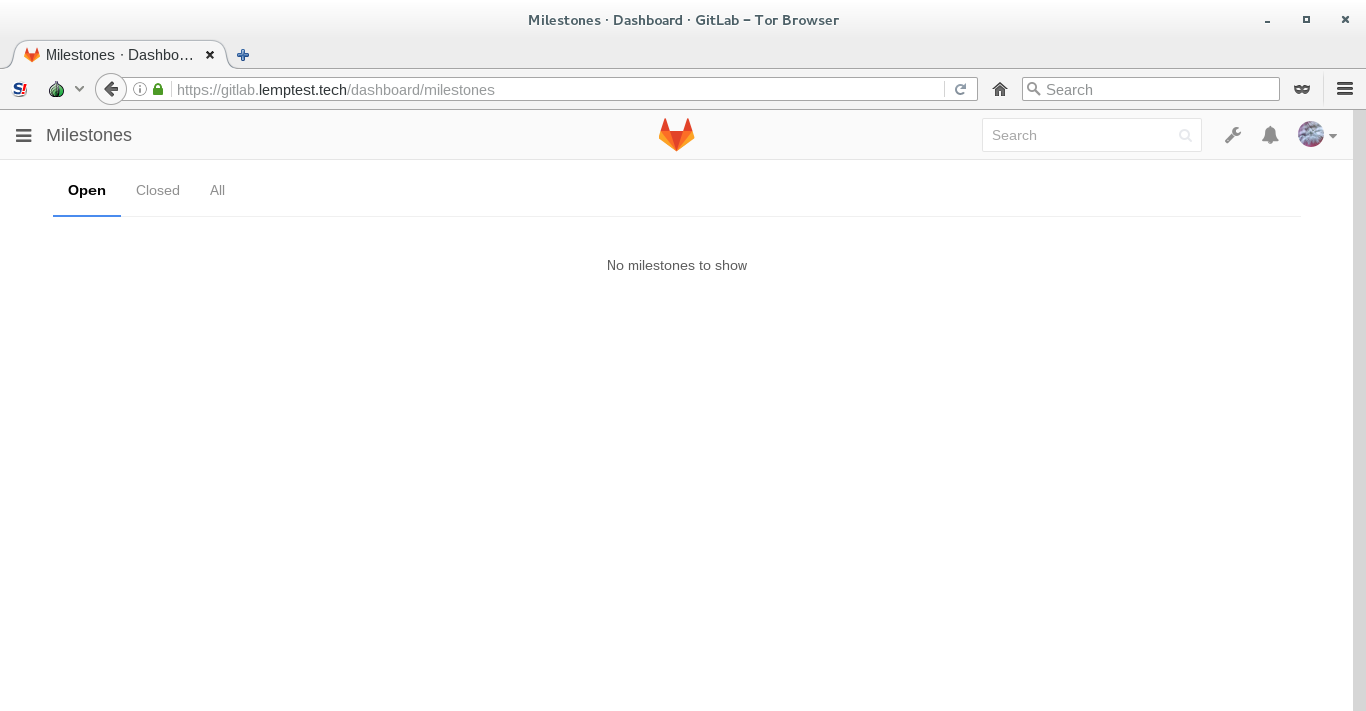 Milestones · Dashboard · GitLab – Tor Browser
Milestones · Dashbo...
S!
https://gitlab.lemptest.tech/dashboard/milestones
Search
Milestones
Search
Open
Closed
All
No milestones to show